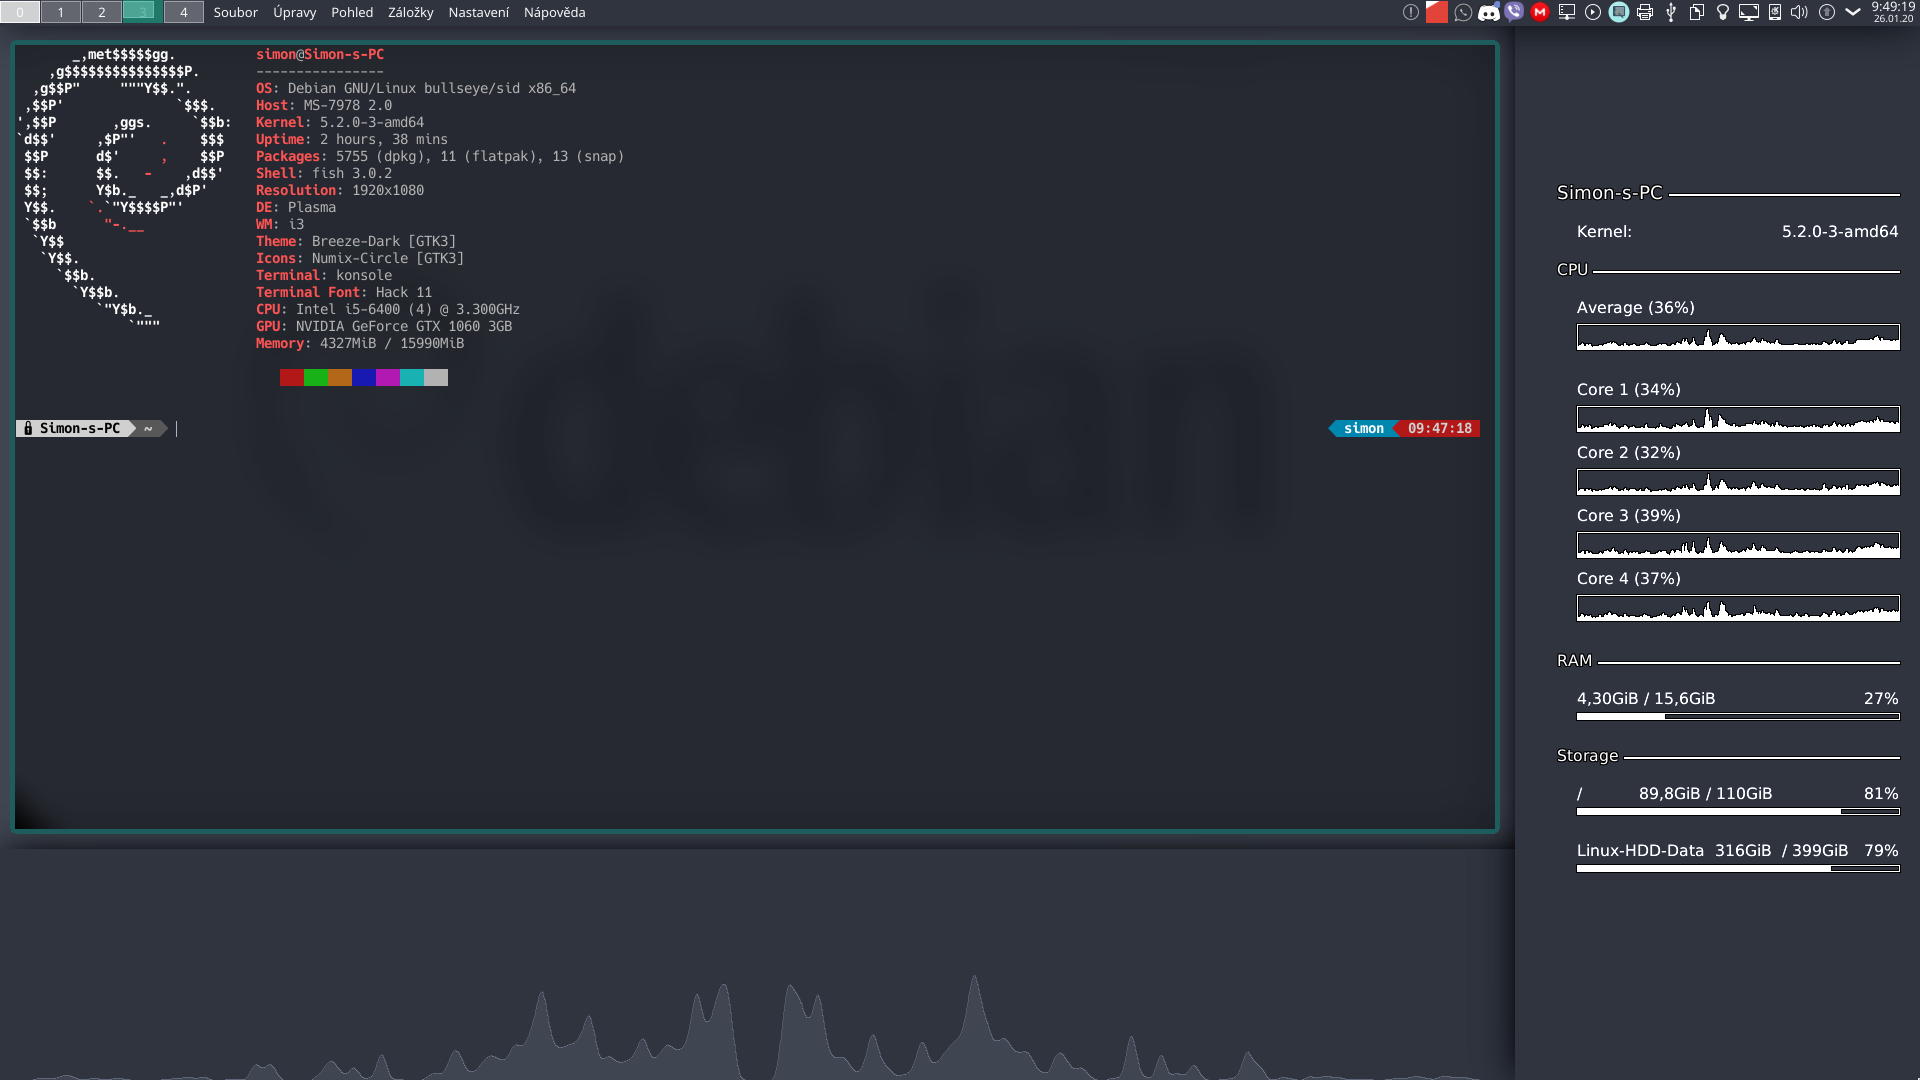 0 1 2 3 4 Soubor Úpravy Pohled Záložky Nastavení Nápověda 9:49:19
26.01.20
_,met$$$$$gg. simon@Simon-s-PC
,g$$$$$$$$$$$$$$$P. ----------------
,g$$P" """Y$$.". OS: Debian GNU/Linux bullseye/sid x86_64
,$$P' `$$$. Host: MS-7978 2.0
',$$P ,ggs. `$$b: Kernel: 5.2.0-3-amd64
`d$$' ,$P"' . $$$ Uptime: 2 hours, 38 mins
$$P d$' , $$P Packages: 5755 (dpkg), 11 (flatpak), 13 (snap)
$$: $$. - ,d$$' Shell: fish 3.0.2
$$; Y$b._ _,d$P' Resolution: 1920x1080
Y$$. `.`"Y$$$$P"' DE: Plasma
`$$b "-.__ WM: i3
`Y$$ Theme: Breeze-Dark [GTK3]
`Y$$. Icons: Numix-Circle [GTK3]
`$$b. Terminal: konsole
`Y$$b. Terminal Font: Hack 11
`"Y$b._ CPU: Intel i5-6400 (4) @ 3.300GHz
`""" GPU: NVIDIA GeForce GTX 1060 3GB
Memory: 4327MiB / 15990MiB
Simon-s-PC ~ simon 09:47:18
debian
Simon-s-PC
Kernel: 5.2.0-3-amd64
CPU
Average (36%)
Core 1 (34%)
Core 2 (32%)
Core 3 (39%)
Core 4 (37%)
RAM
4,30GiB / 15,6GiB 27%
Storage
/ 89,8GiB / 110GiB 81%
Linux-HDD-Data 316GiB / 399GiB 79%